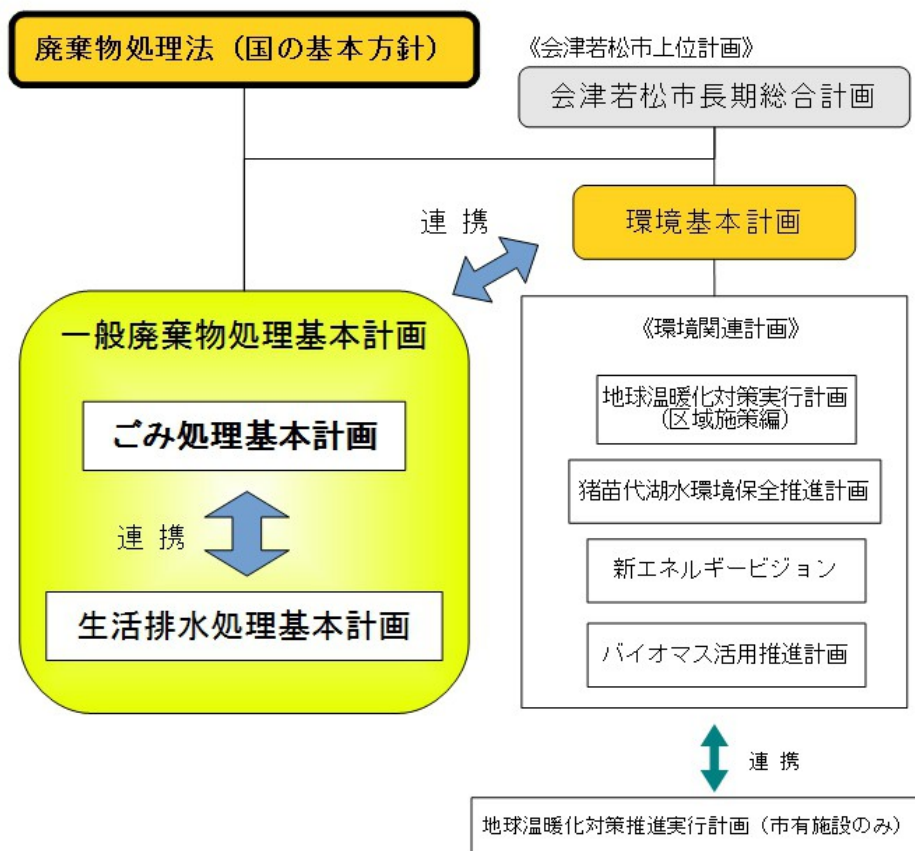 廃棄物処理法（国の基本方針）
《会津若松市上位計画》
会津若松市長期総合計画
環境基本計画
連 携
一般廃棄物処理基本計画
ごみ処理基本計画
連 携
生活排水処理基本計画
《環境関連計画》
地球温暖化対策実行計画
（区域施策編）
猪苗代湖水環境保全推進計画
新エネルギービジョン
バイオマス活用推進計画
連 携
地球温暖化対策推進実行計画（市有施設のみ）